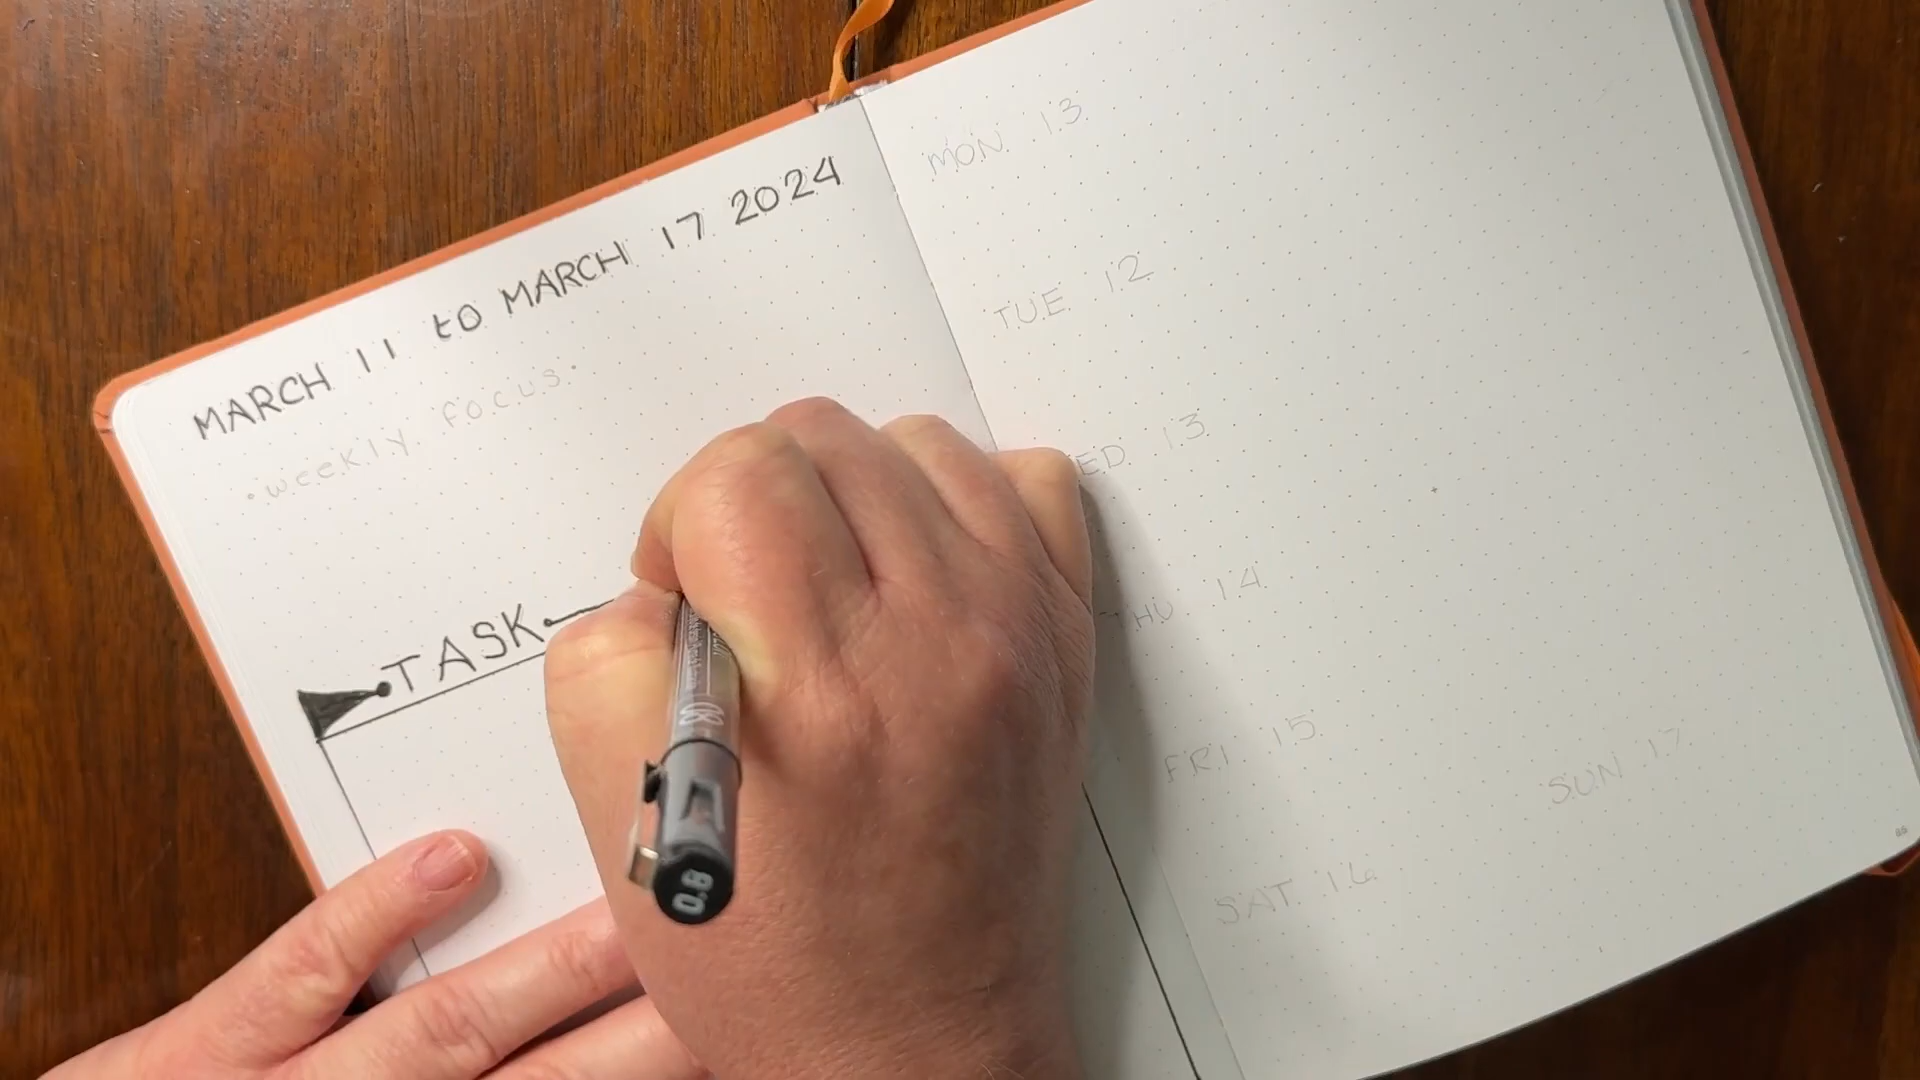 MARCH 11 to MARCH 17 2024
• weekly focus •
TASK
0.8
MON 13
TUE 12
ED 13
THU 14
FRI 15
SAT 16
SUN 17